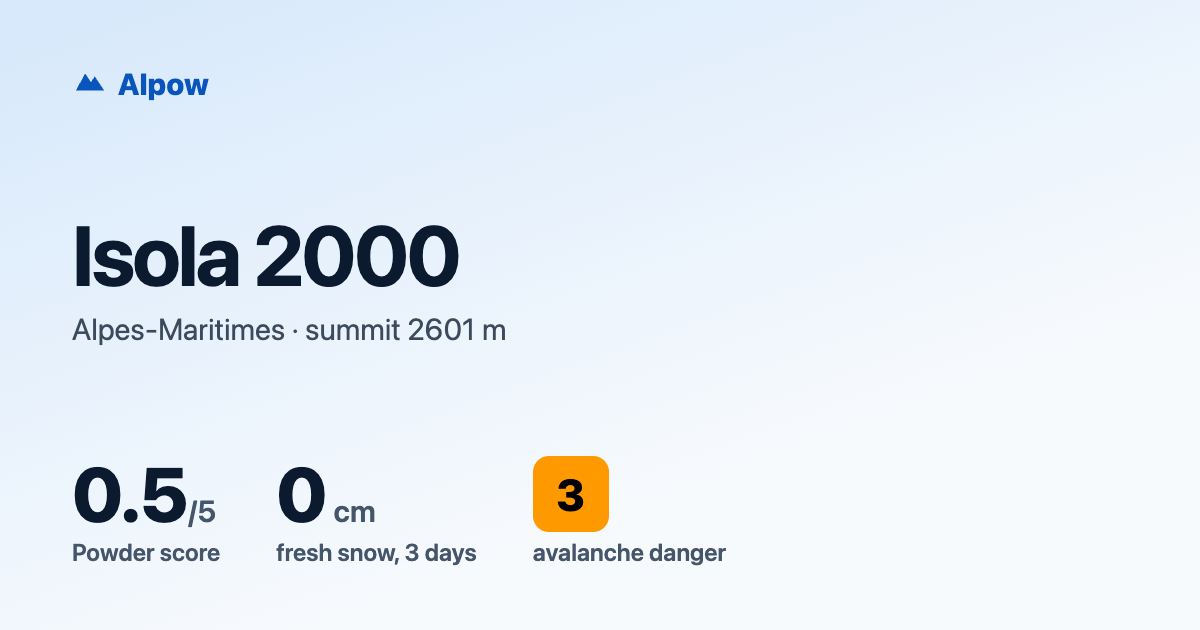 Alpow
Isola 2000
Alpes-Maritimes · summit 2601 m
0.5/5
Powder score
0 cm
fresh snow, 3 days
3
avalanche danger